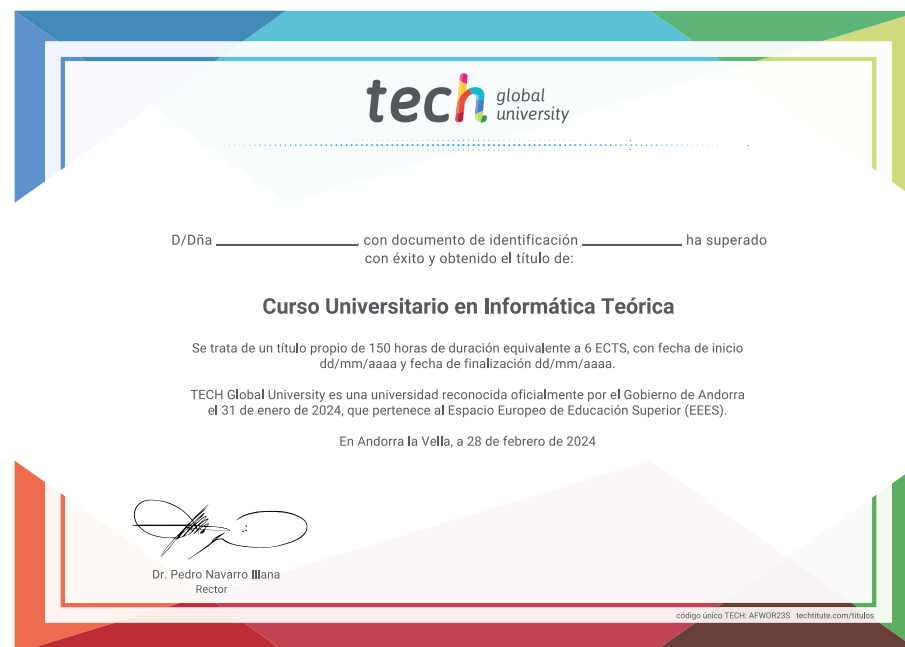 tech global university
D/Dña ____________________, con documento de identificación ______________ ha superado
con éxito y obtenido el título de:
Curso Universitario en Informática Teórica
Se trata de un título propio de 150 horas de duración equivalente a 6 ECTS, con fecha de inicio
dd/mm/aaaa y fecha de finalización dd/mm/aaaa.
TECH Global University es una universidad reconocida oficialmente por el Gobierno de Andorra
el 31 de enero de 2024, que pertenece al Espacio Europeo de Educación Superior (EEES).
En Andorra la Vella, a 28 de febrero de 2024
Dr. Pedro Navarro Illana
Rector
código único TECH: AFWOR23S techtitute.com/titulos